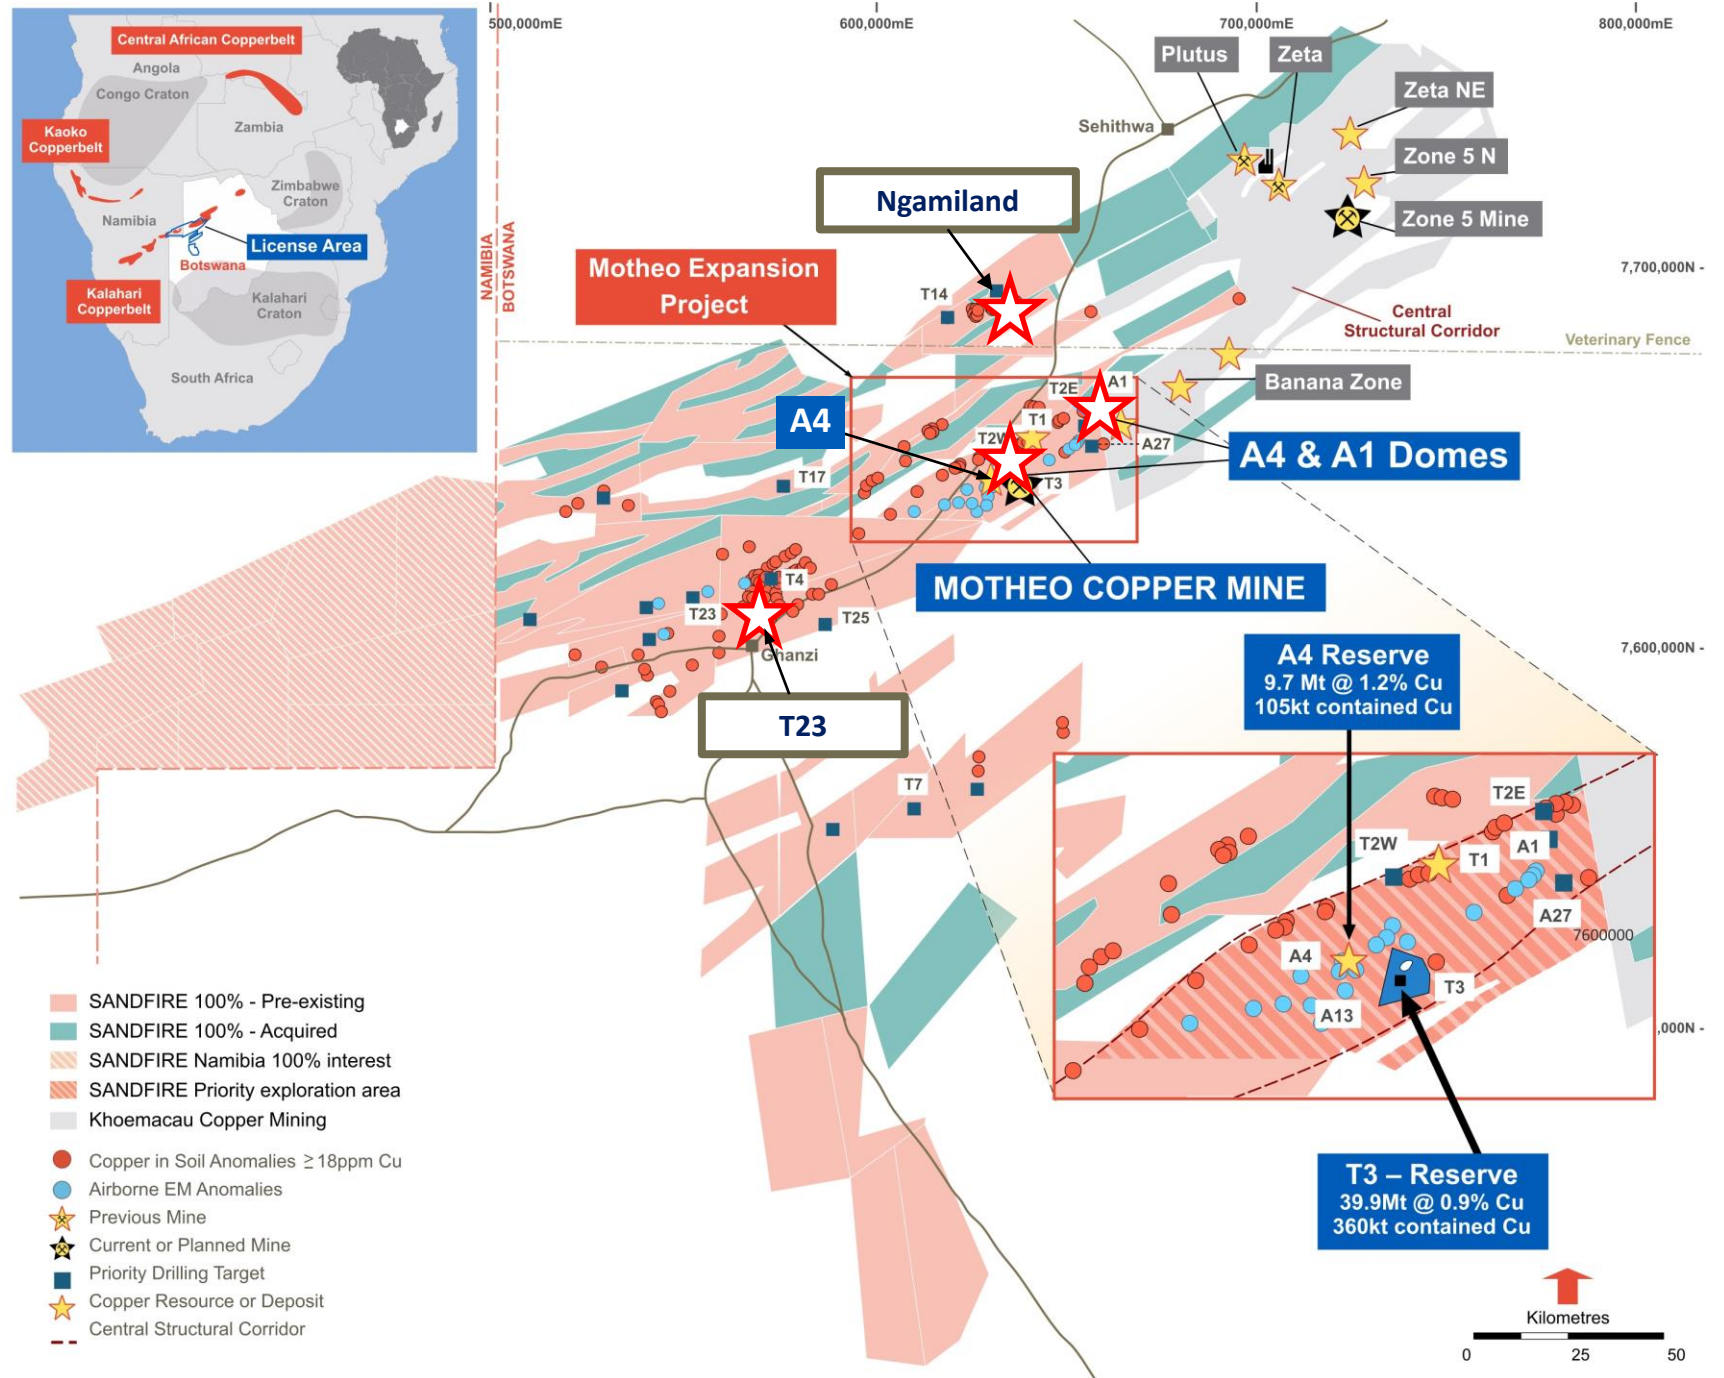 500,000mE
600,000mE
700,000mE
800,000mE
Central African Copperbelt
Angola
Congo Craton
Kaoko
Copperbelt
Zambia
Zimbabwe
Craton
Namibia
License Area
Botswana
Kalahari
Copperbelt
Kalahari
Craton
South Africa
NAMIBIA
BOTSWANA
Plutus
Zeta
Zeta NE
Sehithwa
Zone 5 N
Zone 5 Mine
Ngamiland
Motheo Expansion
Project
T14
7,700,000N
Central
Structural Corridor
Veterinary Fence
Banana Zone
T2E
A1
A4
T1
T2W
A27
A4 & A1 Domes
T17
T3
MOTHEO COPPER MINE
T4
T23
T25
Ghanzi
7,600,000N
A4 Reserve
9.7 Mt @ 1.2% Cu
105kt contained Cu
T23
T7
T2E
T2W
T1
A1
A27
7600000
A4
T3
A13
,000N
SANDFIRE 100% - Pre-existing
SANDFIRE 100% - Acquired
SANDFIRE Namibia 100% interest
SANDFIRE Priority exploration area
Khoemacau Copper Mining
Copper in Soil Anomalies ≥18ppm Cu
Airborne EM Anomalies
Previous Mine
Current or Planned Mine
Priority Drilling Target
Copper Resource or Deposit
Central Structural Corridor
T3 – Reserve
39.9Mt @ 0.9% Cu
360kt contained Cu
Kilometres
0 25 50